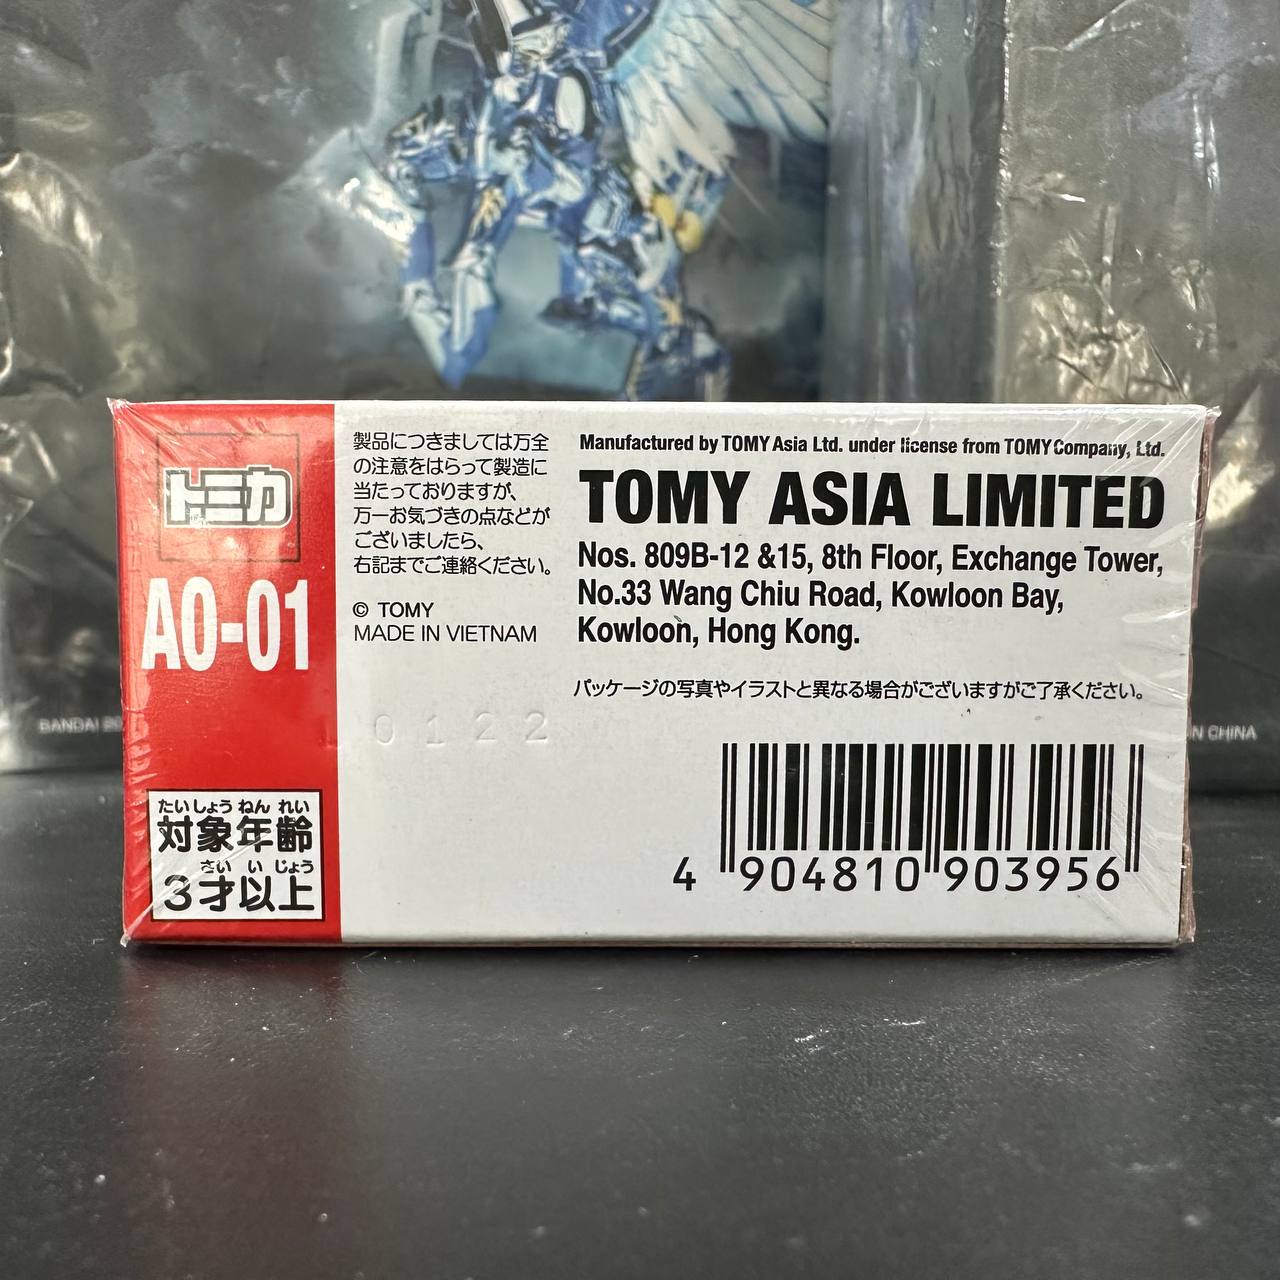 トミカ
AO-01
たいしょうねんれい
対象年齢
さいいじょう
3才以上
製品につきましては万全
の注意をはらって製造に
当たっておりますが、
万一お気づきの点などが
ございましたら、
右記までご連絡ください。
© TOMY
MADE IN VIETNAM
0122
Manufactured by TOMY Asia Ltd. under license from TOMY Company, Ltd.
TOMY ASIA LIMITED
Nos. 809B-12 &15, 8th Floor, Exchange Tower,
No.33 Wang Chiu Road, Kowloon Bay,
Kowloon, Hong Kong.
パッケージの写真やイラストと異なる場合がございますがご了承ください。
4 904810 903956
BANDAI
N CHINA